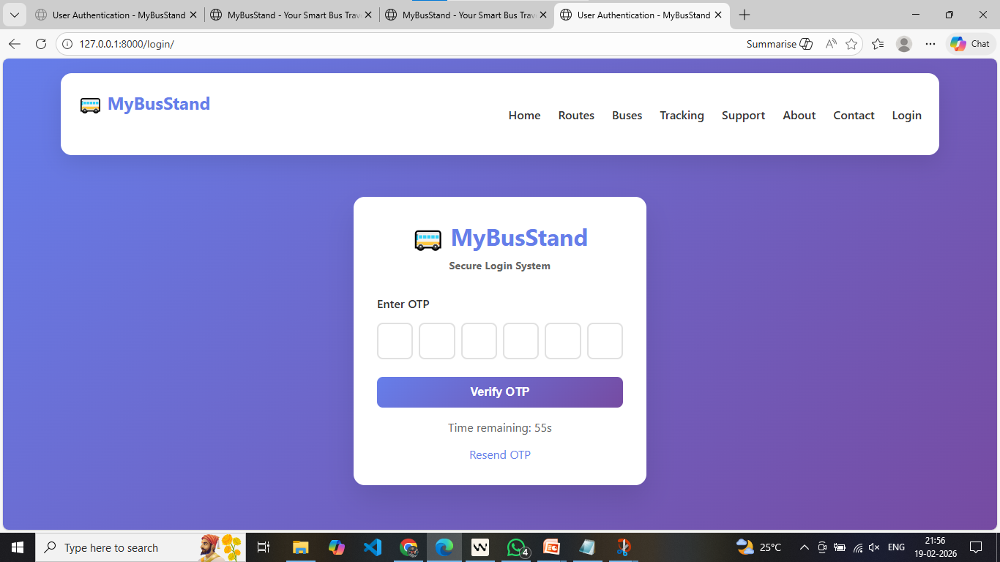 User Authentication - MyBusStand
MyBusStand - Your Smart Bus Trav
MyBusStand - Your Smart Bus Trav
User Authentication - MyBusStand
127.0.0.1:8000/login/
Summarise
Chat
MyBusStand
Home Routes Buses Tracking Support About Contact Login
MyBusStand
Secure Login System
Enter OTP
Verify OTP
Time remaining: 55s
Resend OTP
Type here to search
4
25°C
ENG
21:56
19-02-2026